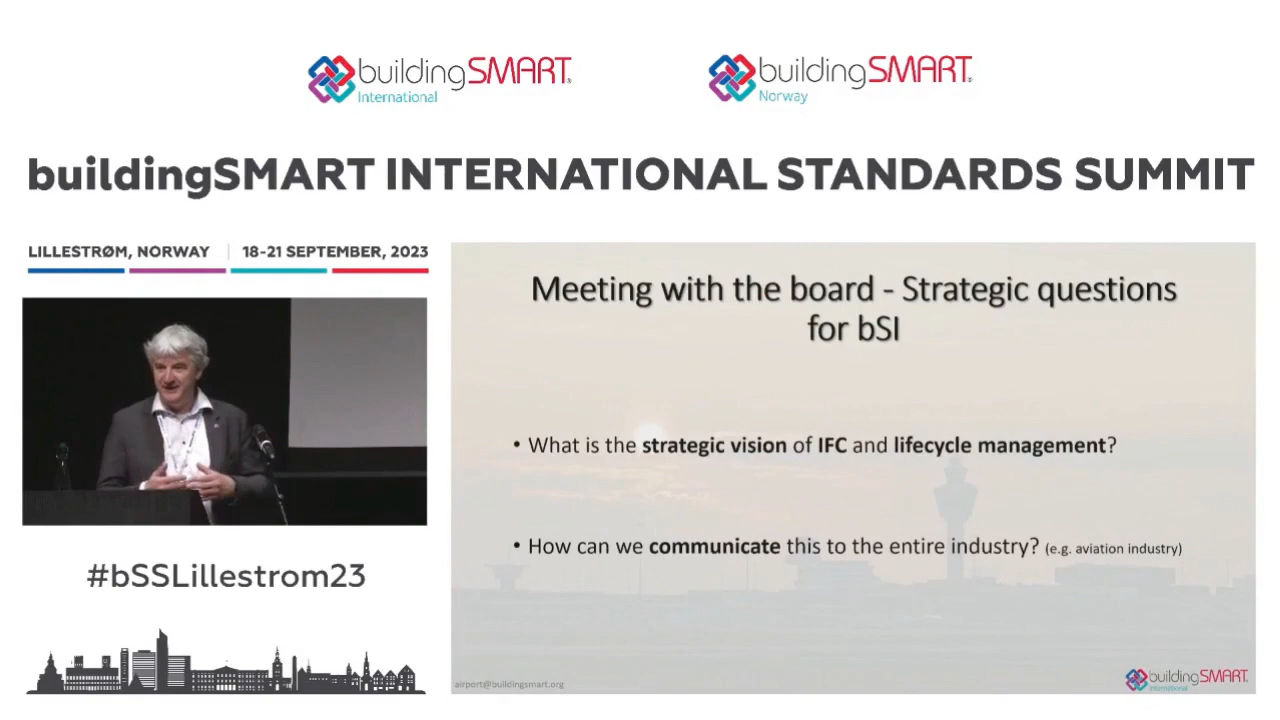 buildingSMART®
International
buildingSMART®
Norway
buildingSMART INTERNATIONAL STANDARDS SUMMIT
LILLESTRØM, NORWAY | 18-21 SEPTEMBER, 2023
#bSSLillestrom23
Meeting with the board - Strategic questions
for bSI
• What is the strategic vision of IFC and lifecycle management?
• How can we communicate this to the entire industry? (e.g. aviation industry)
airport@buildingsmart.org
buildingSMART®
International